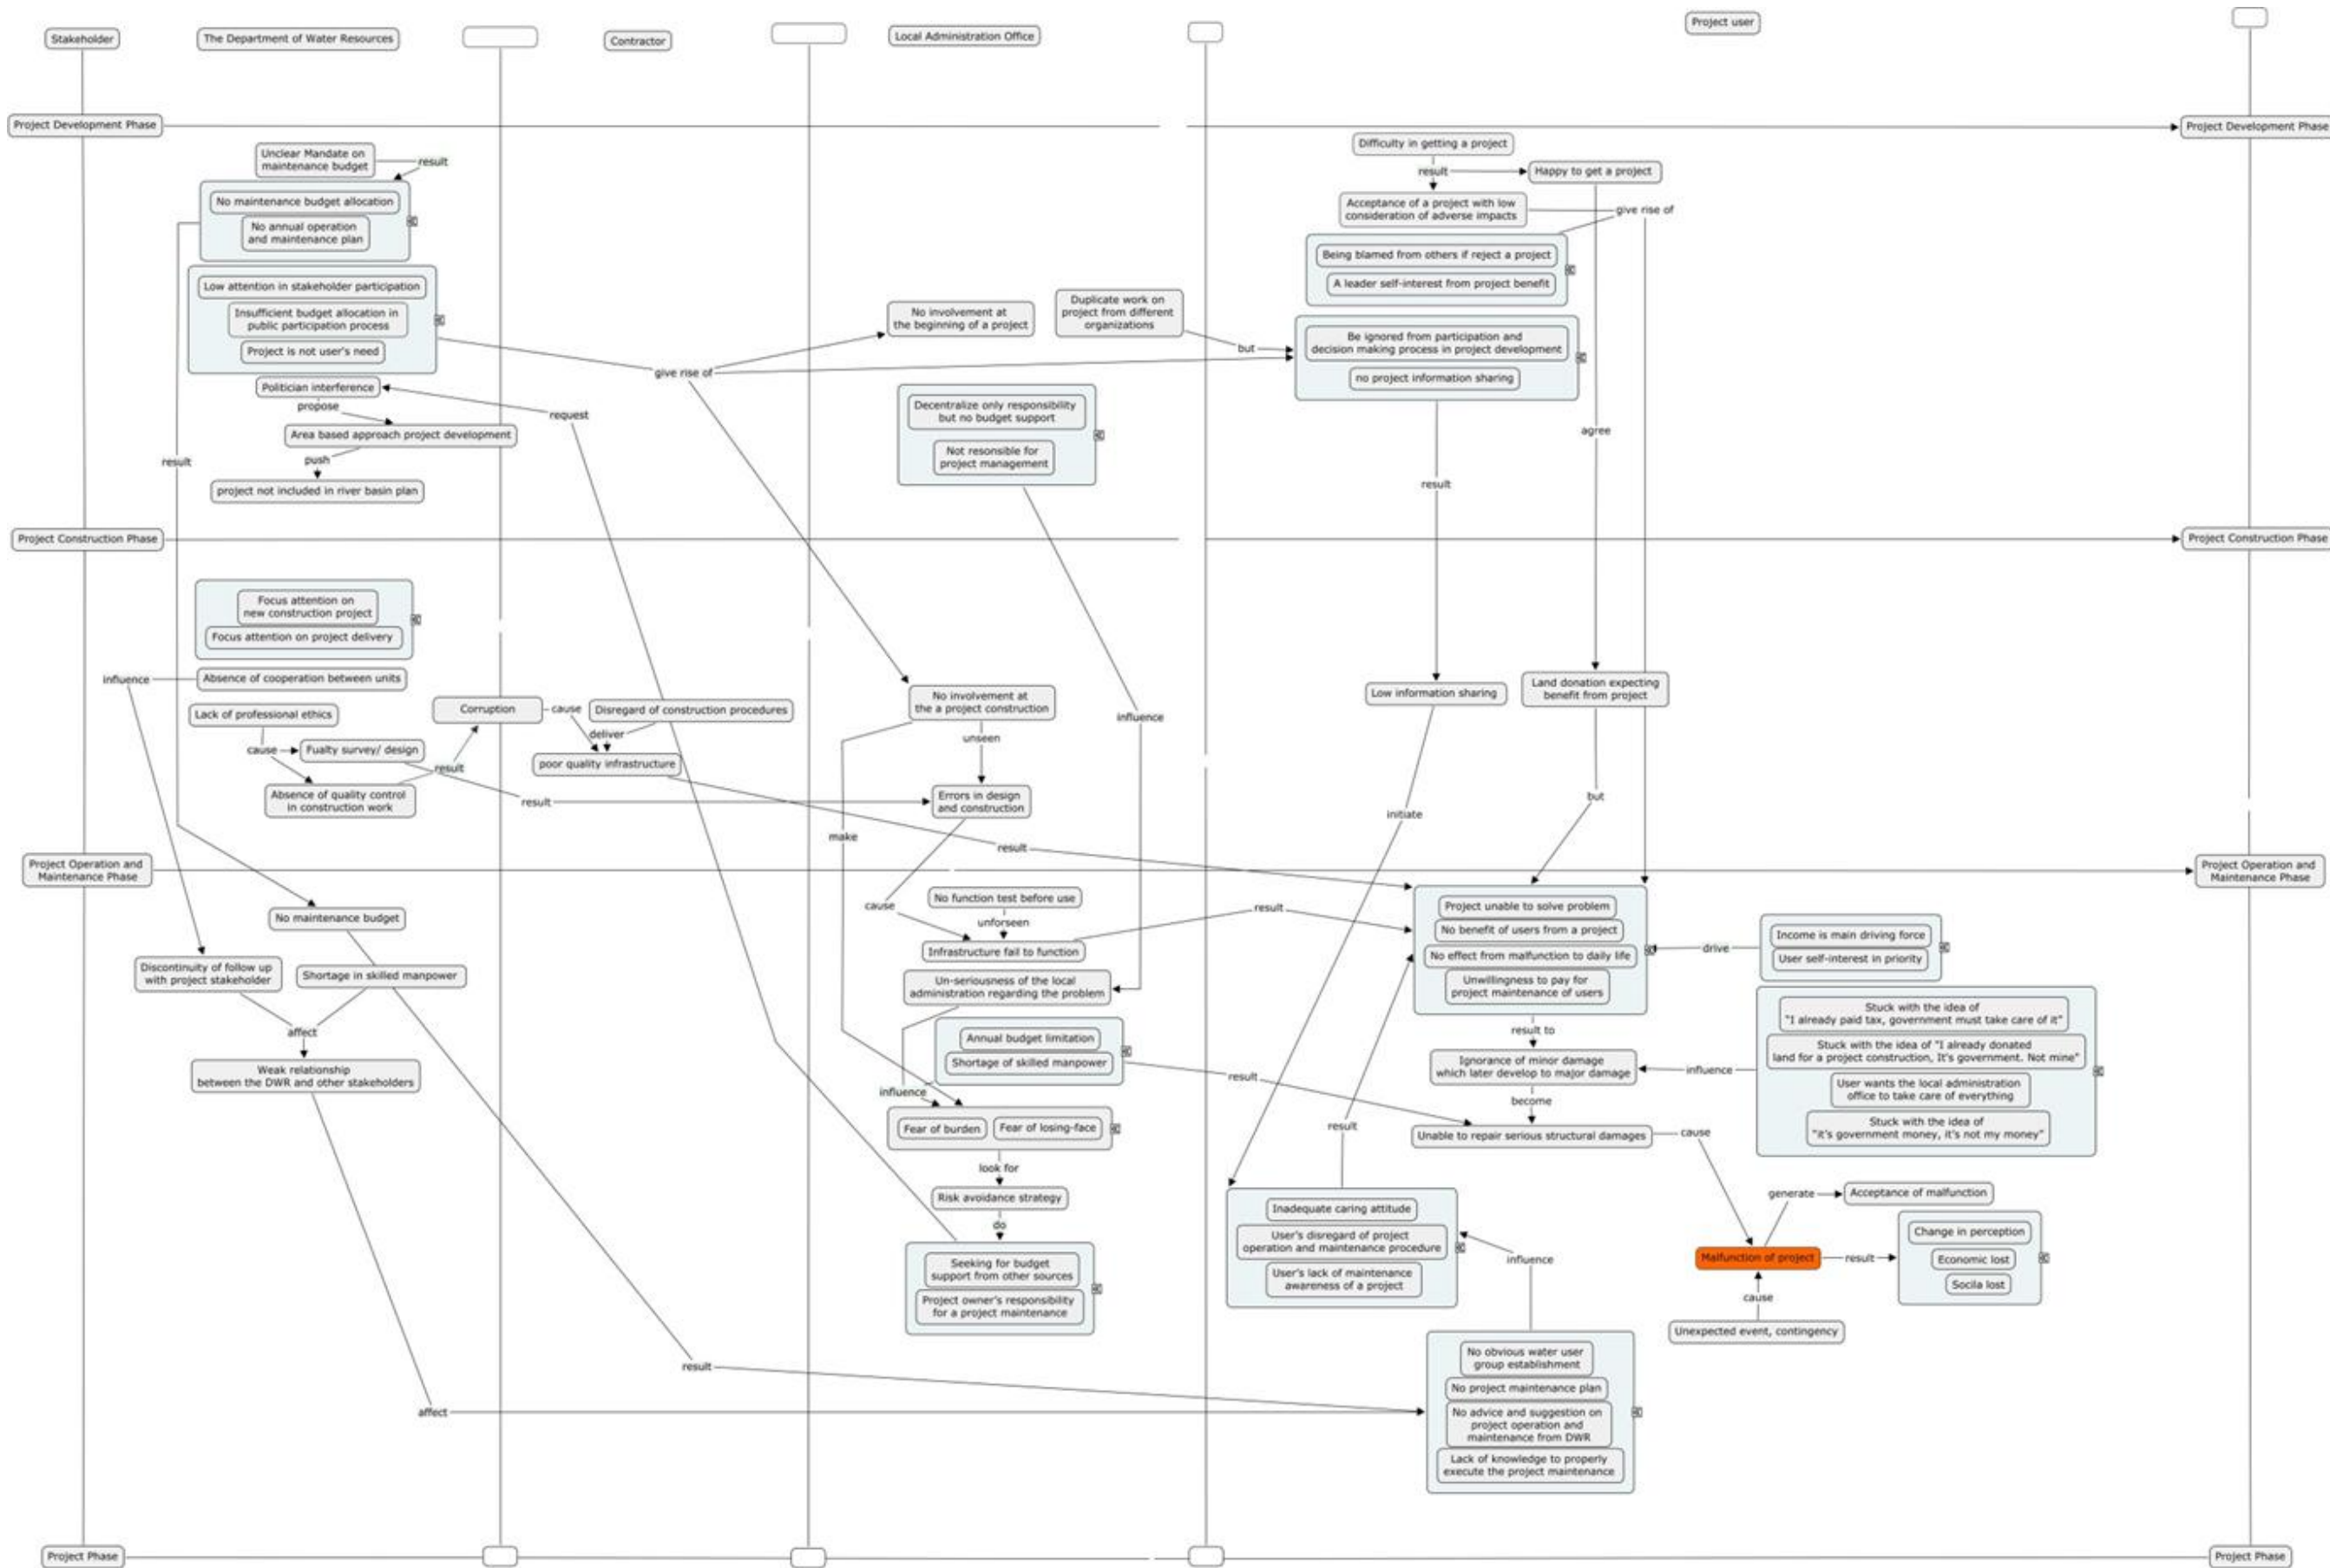 Stakeholder
The Department of Water Resources
Contractor
Local Administration Office
Project user
Project Development Phase
Project Development Phase
Unclear Mandate on
maintenance budget
result
No maintenance budget allocation
No annual operation
and maintenance plan
Low attention in stakeholder participation
Insufficient budget allocation in
public participation process
Project is not user's need
Politician interference
propose
Area based approach project development
push
project not included in river basin plan
result
request
give rise of
No involvement at
the beginning of a project
Duplicate work on
project from different
organizations
but
Decentralize only responsibility
but no budget support
Not resonsible for
project management
Difficulty in getting a project
result
Happy to get a project
Acceptance of a project with low
consideration of adverse impacts
give rise of
Being blamed from others if reject a project
A leader self-interest from project benefit
Be ignored from participation and
decision making process in project development
no project information sharing
agree
result
Project Construction Phase
Project Construction Phase
Focus attention on
new construction project
Focus attention on project delivery
influence
Absence of cooperation between units
Lack of professional ethics
cause
Fualty survey/ design
Absence of quality control
in construction work
result
Corruption
cause
Disregard of construction procedures
deliver
poor quality infrastructure
result
No involvement at
the a project construction
unseen
Errors in design
and construction
influence
make
result
Low information sharing
Land donation expecting
benefit from project
initiate
but
Project Operation and
Maintenance Phase
Project Operation and
Maintenance Phase
No maintenance budget
Discontinuity of follow up
with project stakeholder
Shortage in skilled manpower
affect
Weak relationship
between the DWR and other stakeholders
cause
No function test before use
unforseen
Infrastructure fail to function
result
Un-seriousness of the local
administration regarding the problem
Annual budget limitation
Shortage of skilled manpower
result
influence
Fear of burden
Fear of losing-face
look for
Risk avoidance strategy
do
Seeking for budget
support from other sources
Project owner's responsibility
for a project maintenance
Project unable to solve problem
No benefit of users from a project
No effect from malfunction to daily life
Unwillingness to pay for
project maintenance of users
drive
Income is main driving force
User self-interest in priority
result to
Ignorance of minor damage
which later develop to major damage
influence
Stuck with the idea of
"I already paid tax, government must take care of it"
Stuck with the idea of "I already donated
land for a project construction, It's government. Not mine"
User wants the local administration
office to take care of everything
Stuck with the idea of
"it's government money, it's not my money"
become
Unable to repair serious structural damages
cause
result
Inadequate caring attitude
User's disregard of project
operation and maintenance procedure
User's lack of maintenance
awareness of a project
influence
generate
Acceptance of malfunction
Malfunction of project
result
Change in perception
Economic lost
Socila lost
cause
Unexpected event, contingency
result
affect
No obvious water user
group establishment
No project maintenance plan
No advice and suggestion on
project operation and
maintenance from DWR
Lack of knowledge to properly
execute the project maintenance
Project Phase
Project Phase